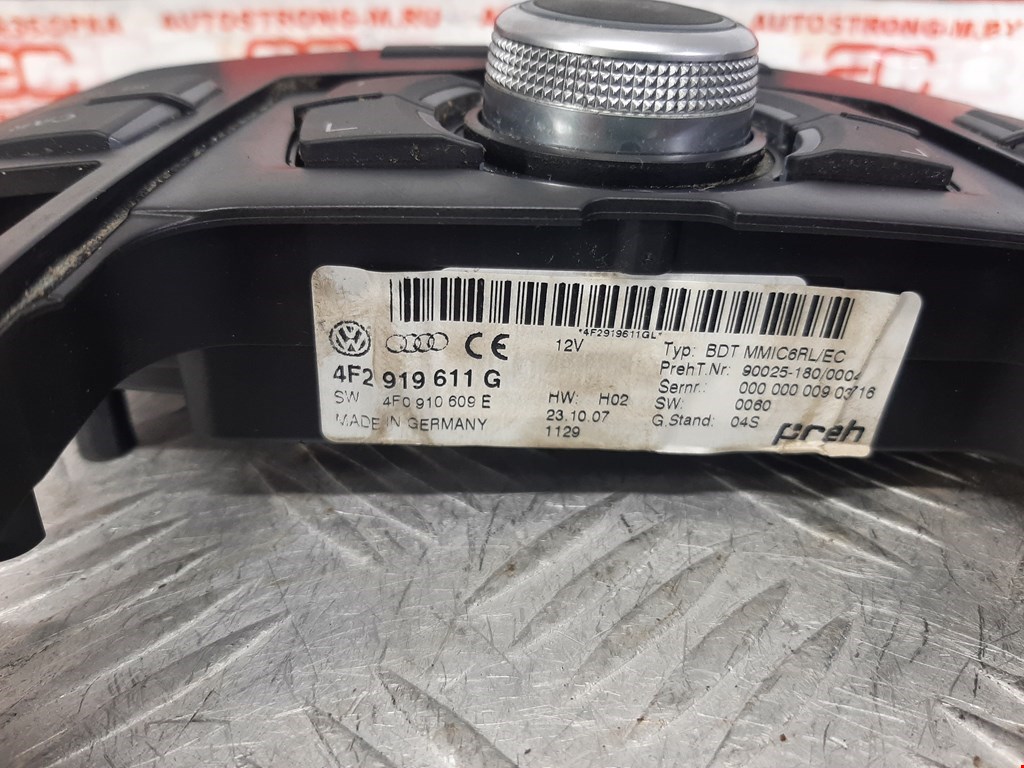 AUTOSTRONG-M.RU
AUTOSTRONG-M.BY
*4F2919611GL*
12V
4F2 919 611 G
SW 4F0 910 609 E
MADE IN GERMANY
HW: H02
23.10.07
1129
Typ: BDT MMIC6RL/EC
PrehT.Nr: 90025-180/0004
Sernr.: 000 000 009 03716
SW: 0060
G.Stand: 04S
preh